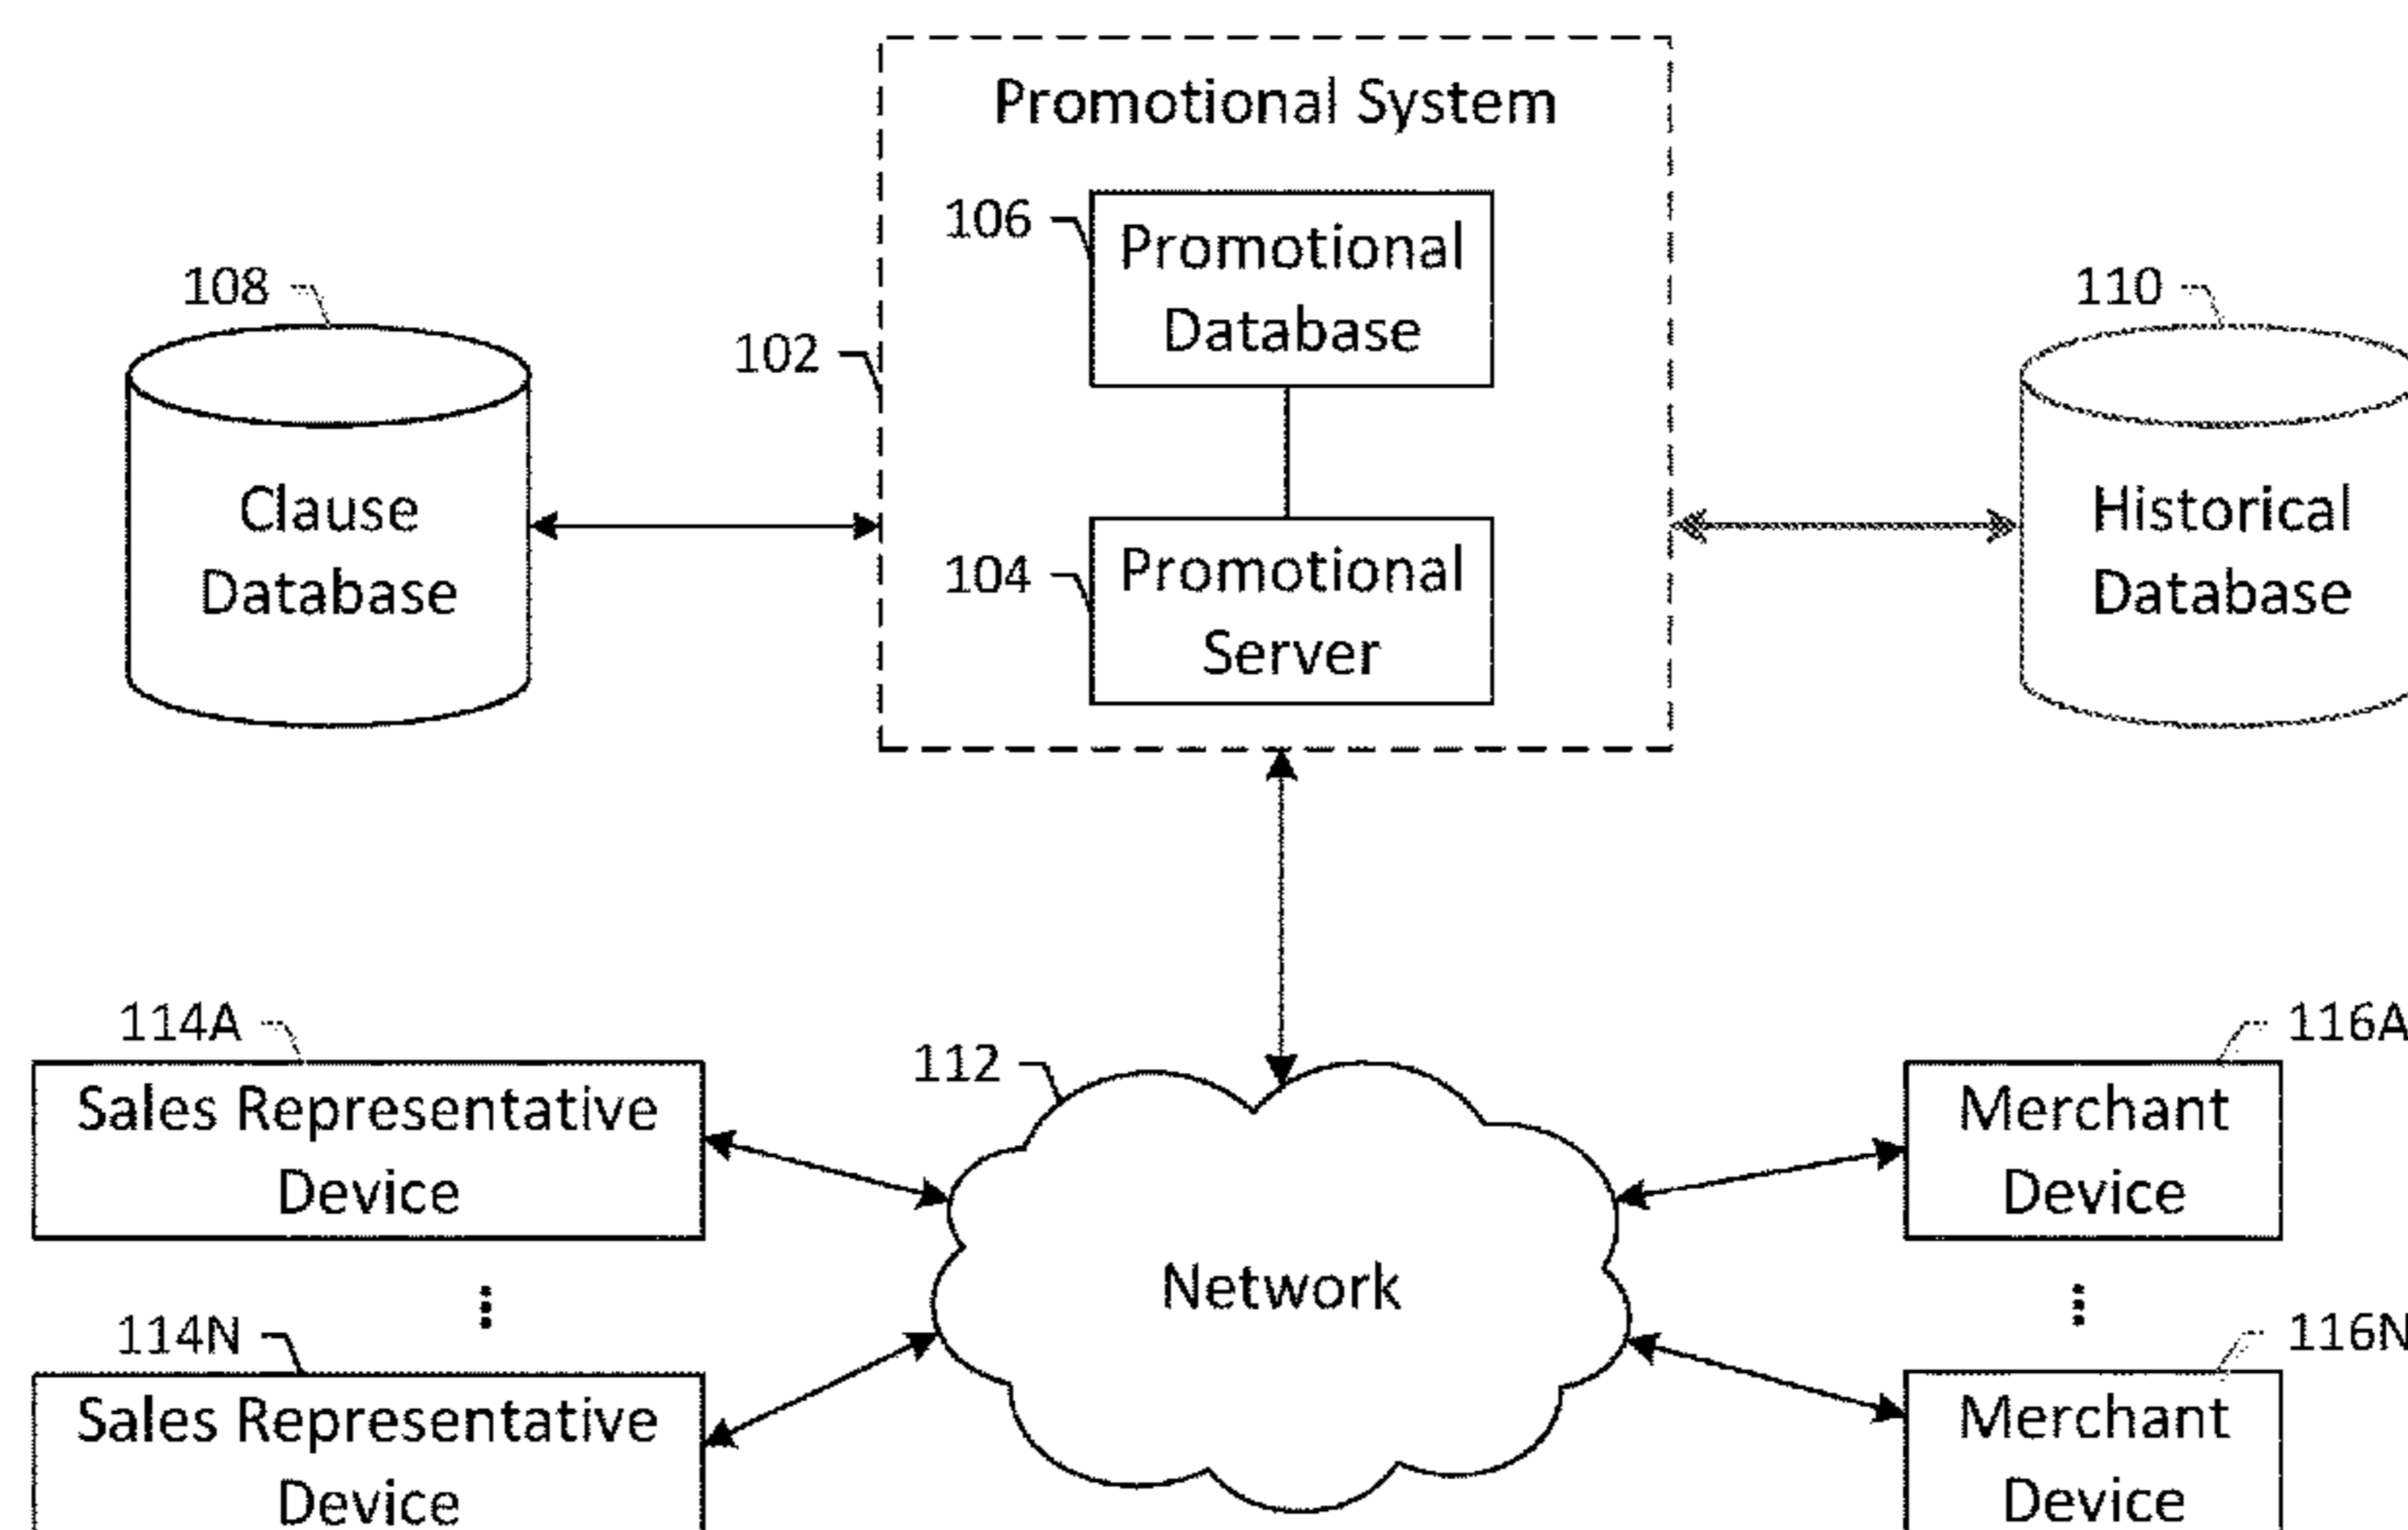 Promotional System
106
Promotional
Database
108
110
102
Clause
Database
Historical
Database
104
Promotional
Server
114A
116A
112
Sales Representative
Device
Merchant
Device
Network
114N
116N
Sales Representative
Device
Merchant
Device